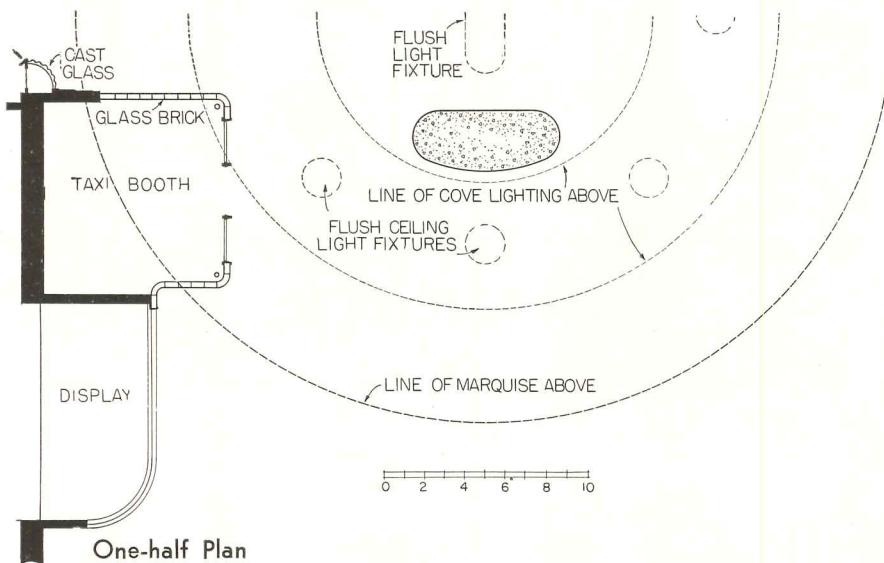 FLUSH
LIGHT
FIXTURE
CAST
GLASS
GLASS BRICK
TAXI BOOTH
LINE OF COVE LIGHTING ABOVE
FLUSH CEILING
LIGHT FIXTURES
LINE OF MARQUISE ABOVE
DISPLAY
0 2 4 6 8 10
One-half Plan